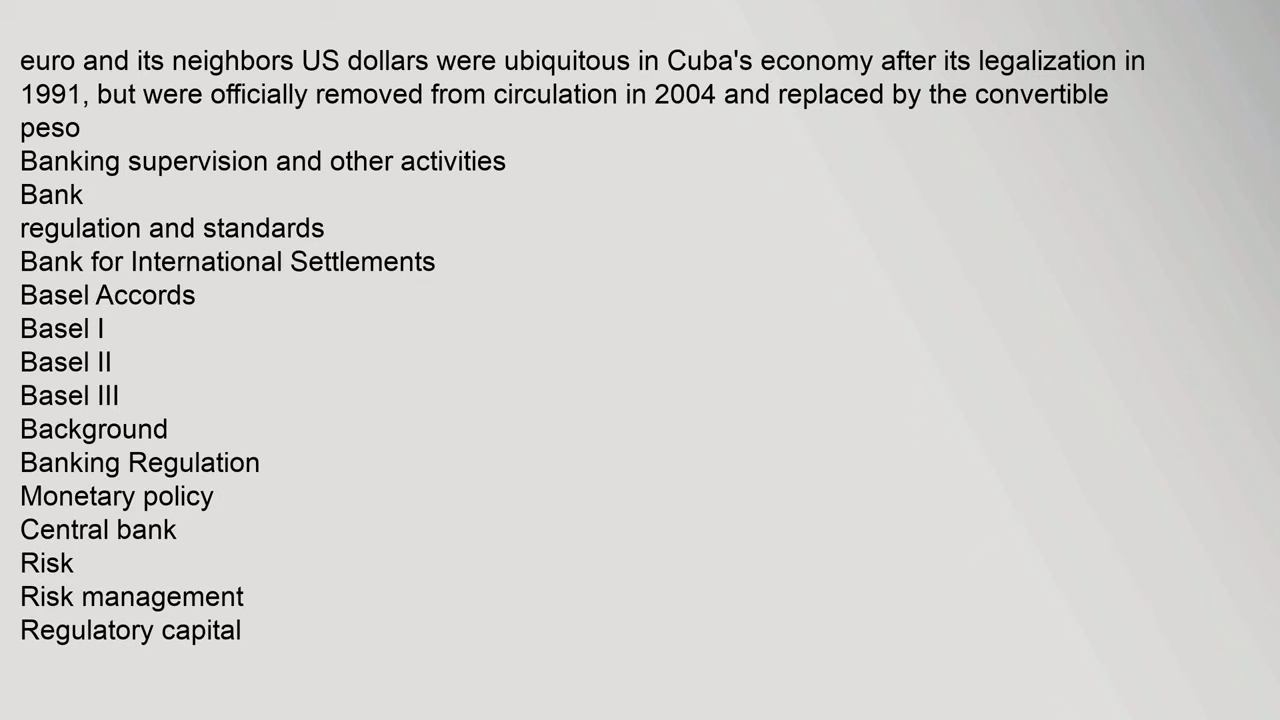 euro and its neighbors US dollars were ubiquitous in Cuba's economy after its legalization in
1991, but were officially removed from circulation in 2004 and replaced by the convertible
peso
Banking supervision and other activities
Bank
regulation and standards
Bank for International Settlements
Basel Accords
Basel I
Basel II
Basel III
Background
Banking Regulation
Monetary policy
Central bank
Risk
Risk management
Regulatory capital